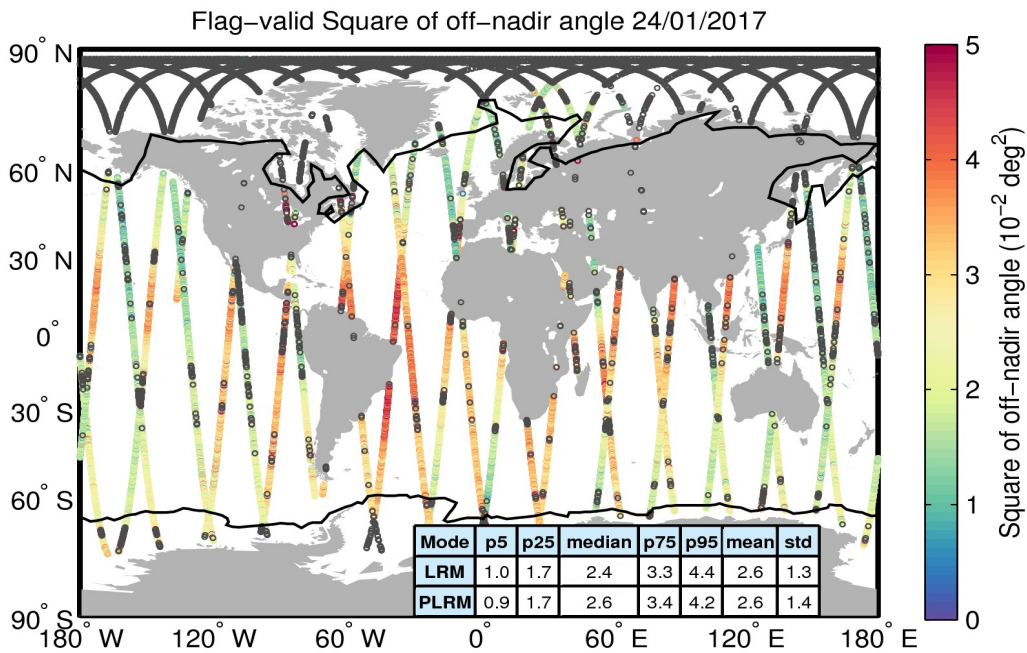 Flag−valid Square of off−nadir angle 24/01/2017
90° N
60° N
30° N
0°
30° S
60° S
90° S
180° W
120° W
60° W
0°
60° E
120° E
180° E
Mode p5 p25 median p75 p95 mean std
LRM 1.0 1.7 2.4 3.3 4.4 2.6 1.3
PLRM 0.9 1.7 2.6 3.4 4.2 2.6 1.4
5
4
3
2
1
0
Square of off−nadir angle (10⁻² deg²)